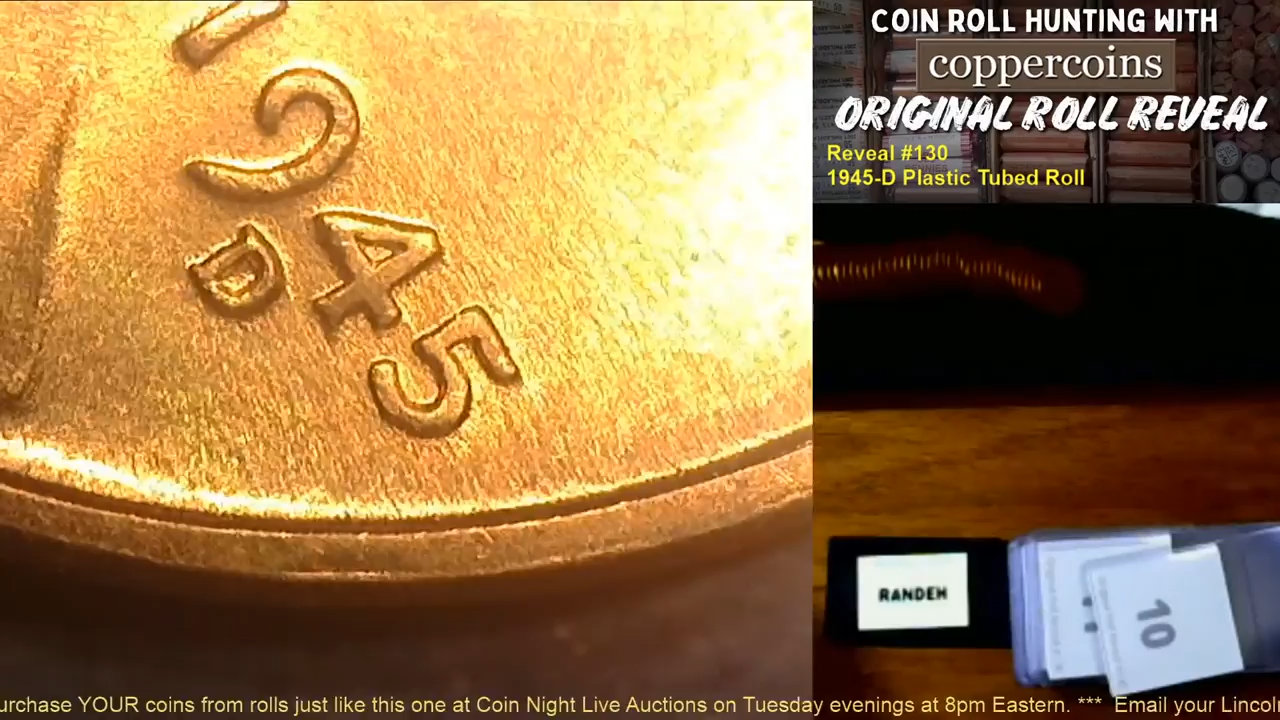 1945
D
COIN ROLL HUNTING WITH
coppercoins
ORIGINAL ROLL REVEAL
Reveal #130
1945-D Plastic Tubed Roll
RANDEH
10
urchase YOUR coins from rolls just like this one at Coin Night Live Auctions on Tuesday evenings at 8pm Eastern. *** Email your Lincol